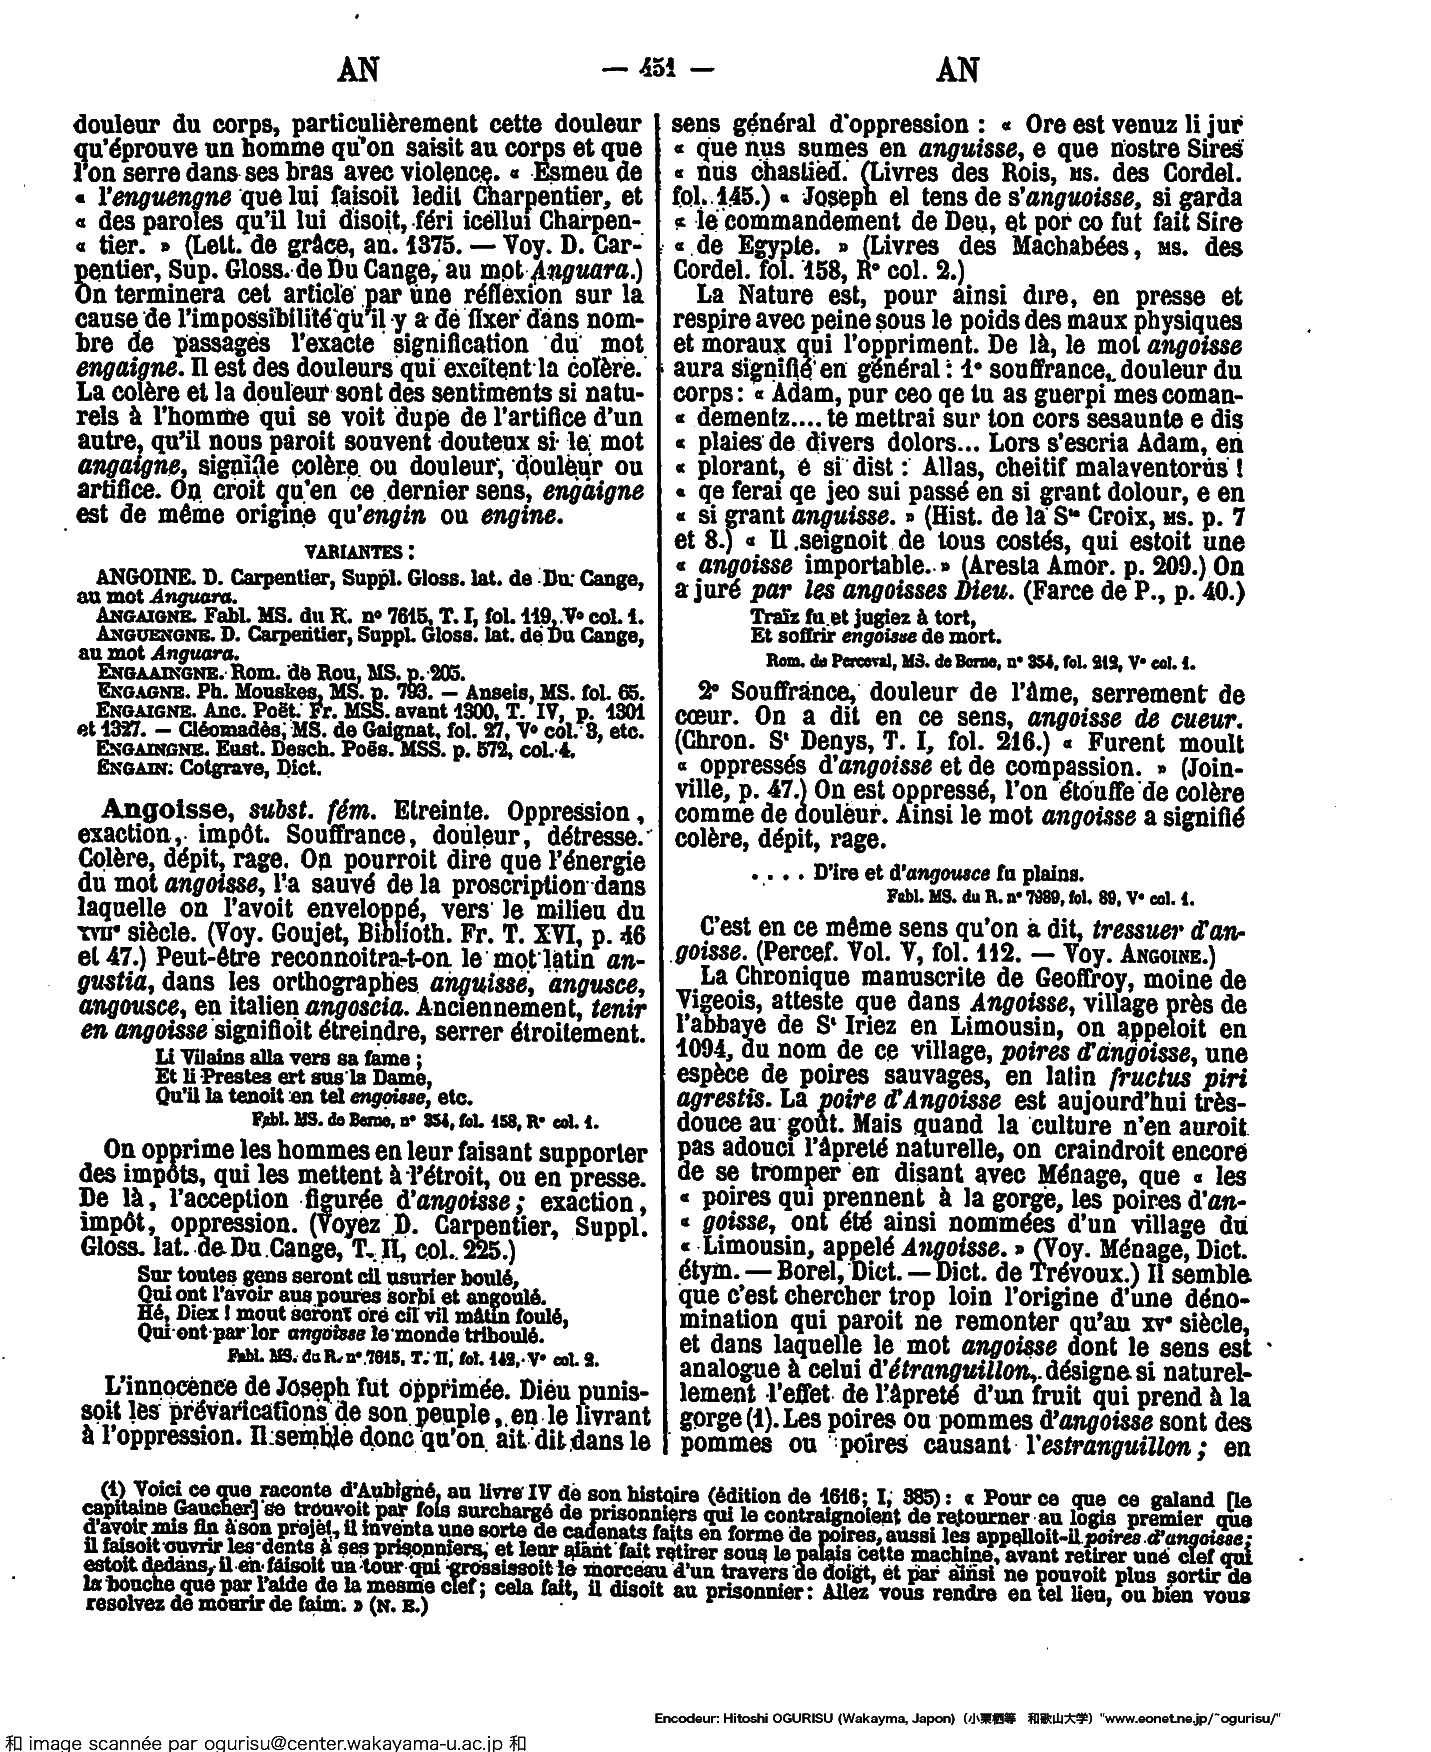 AN — 451 — AN
douleur du corps, particulièrement cette douleur
qu'éprouve un homme qu'on saisit au corps et que
l'on serre dans ses bras avec violence. « Esmeu de
« l'enguengne que lui faisoit ledit Charpentier, et
« des paroles qu'il lui disoit, féri icellui Charpen-
« tier. » (Lett. de grâce, an. 1375. — Voy. D. Car-
pentier, Sup. Gloss. de Du Cange, au mot Anguara.)
On terminera cet article par une réflexion sur la
cause de l'impossibilité qu'il y a de fixer dans nom-
bre de passages l'exacte signification du mot
engaigne. Il est des douleurs qui excitent la colère.
La colère et la douleur sont des sentiments si natu-
rels à l'homme qui se voit dupe de l'artifice d'un
autre, qu'il nous paroit souvent douteux si le mot
angaigne, signifie colère ou douleur, douleur ou
artifice. On croit qu'en ce dernier sens, engaigne
est de même origine qu'engin ou engine.
VARIANTES :
ANGOINE. D. Carpentier, Suppl. Gloss. lat. de Du Cange,
au mot Anguara.
ANGAIGNE. Fabl. MS. du R. nº 7615, T. I, fol. 119, Vº col. 1.
ANGUENGNE. D. Carpentier, Suppl. Gloss. lat. de Du Cange,
au mot Anguara.
ENGAAINGNE. Rom. de Rou, MS. p. 205.
ENGAGNE. Ph. Mouskes, MS. p. 793. — Anseis, MS. fol. 65.
ENGAIGNE. Anc. Poët. Fr. MSS. avant 1300, T. IV, p. 1301
et 1327. — Cléomadès, MS. de Gaignat, fol. 27, Vº col. 3, etc.
ENGAINGNE. Eust. Desch. Poës. MSS. p. 572, col. 4.
ENGAIN. Cotgrave, Dict.
Angoisse, subst. fém. Etreinte. Oppression,
exaction, impôt. Souffrance, douleur, détresse.
Colère, dépit, rage. On pourroit dire que l'énergie
du mot angoisse, l'a sauvé de la proscription dans
laquelle on l'avoit enveloppé, vers le milieu du
XVIIᵉ siècle. (Voy. Goujet, Biblioth. Fr. T. XVI, p. 46
et 47.) Peut-être reconnoitra-t-on le mot latin an-
gustia, dans les orthographes anguisse, angusce,
angousce, en italien angoscia. Anciennement, tenir
en angoisse signifioit étreindre, serrer étroitement.
Li Vilains alla vers sa fame ;
Et li Prestes ert sus la Dame,
Qu'il la tenoit en tel engoisse, etc.
Fabl. MS. de Berne, nº 354, fol. 158, Rº col. 1.
On opprime les hommes en leur faisant supporter
des impôts, qui les mettent à l'étroit, ou en presse.
De là, l'acception figurée d'angoisse ; exaction,
impôt, oppression. (Voyez D. Carpentier, Suppl.
Gloss. lat. de Du Cange, T. II, col. 225.)
Sur toutes gens seront cil usurier boulé,
Qui ont l'avoir aus poures sorbi et angoulé.
Hé, Diex ! mout seront oré cil vil mâtin foulé,
Qui ont par lor angoisse le monde triboulé.
Fabl. MS. du R. nº 7615, T. II, fol. 142, Vº col. 2.
L'innocence de Joseph fut opprimée. Dieu punis-
soit les prévarications de son peuple, en le livrant
à l'oppression. Il semble donc qu'on ait dit dans le
sens général d'oppression : « Ore est venuz li jur
« que nus sumes en anguisse, e que nostre Sires
« nus chastied. (Livres des Rois, MS. des Cordel.
fol. 145.) « Joseph el tens de s'anguoisse, si garda
« le commandement de Deu, et por co fut fait Sire
« de Egypte. » (Livres des Machabées, MS. des
Cordel. fol. 158, Rº col. 2.)
La Nature est, pour ainsi dire, en presse et
respire avec peine sous le poids des maux physiques
et moraux qui l'oppriment. De là, le mot angoisse
aura signifié en général : 1º souffrance, douleur du
corps : « Adam, pur ceo qe tu as guerpi mes coman-
« dementz.... te mettrai sur ton cors sesaunte e dis
« plaies de divers dolors... Lors s'escria Adam, en
« plorant, e si dist : Allas, cheitif malaventorus !
« qe ferai qe jeo sui passé en si grant dolour, e en
« si grant anguisse. » (Hist. de la Sᵗᵉ Croix, MS. p. 7
et 8.) « Il seignoit de tous costés, qui estoit une
« angoisse importable. » (Aresta Amor. p. 209.) On
a juré par les angoisses Dieu. (Farce de P., p. 40.)
Traïz fu et jugiez à tort,
Et soffrir engoisse de mort.
Rom. de Perceval, MS. de Berne, nº 354, fol. 212, Vº col. 1.
2º Souffrance, douleur de l'âme, serrement de
cœur. On a dit en ce sens, angoisse de cueur.
(Chron. Sᵗ Denys, T. I, fol. 216.) « Furent moult
« oppressés d'angoisse et de compassion. » (Join-
ville, p. 47.) On est oppressé, l'on étouffe de colère
comme de douleur. Ainsi le mot angoisse a signifié
colère, dépit, rage.
. . . . D'ire et d'angousce fu plains.
Fabl. MS. du R. nº 7989, fol. 89, Vº col. 1.
C'est en ce même sens qu'on a dit, tressuer d'an-
goisse. (Percef. Vol. V, fol. 112. — Voy. ANGOINE.)
La Chronique manuscrite de Geoffroy, moine de
Vigeois, atteste que dans Angoisse, village près de
l'abbaye de Sᵗ Iriez en Limousin, on appeloit en
1094, du nom de ce village, poires d'angoisse, une
espèce de poires sauvages, en latin fructus piri
agrestis. La poire d'Angoisse est aujourd'hui très-
douce au goût. Mais quand la culture n'en auroit
pas adouci l'âpreté naturelle, on craindroit encore
de se tromper en disant avec Ménage, que « les
« poires qui prennent à la gorge, les poires d'an-
« goisse, ont été ainsi nommées d'un village du
« Limousin, appelé Angoisse. » (Voy. Ménage, Dict.
étym. — Borel, Dict. — Dict. de Trévoux.) Il semble
que c'est chercher trop loin l'origine d'une déno-
mination qui paroit ne remonter qu'au XVᵉ siècle,
et dans laquelle le mot angoisse dont le sens est
analogue à celui d'étranguillon, désigne si naturel-
lement l'effet de l'âpreté d'un fruit qui prend à la
gorge (1). Les poires ou pommes d'angoisse sont des
pommes ou poires causant l'estranguillon ; en
(1) Voici ce que raconte d'Aubigné, au livre IV de son histoire (édition de 1616; I, 385) : « Pour ce que ce galand [le
capitaine Gaucher] se trouvoit par fois surchargé de prisonniers qui le contraignoient de retourner au logis premier que
d'avoir mis fin à son projet, il inventa une sorte de cadenats faits en forme de poires, aussi les appelloit-il poires d'angoisse;
il faisoit ouvrir les dents à ses prisonniers, et leur aiant fait retirer sous le palais cette machine, avant retirer une clef qui
estoit dedans, il en faisoit un tour qui grossissoit le morceau d'un travers de doigt, et par ainsi ne pouvoit plus sortir de
la bouche que par l'aide de la mesme clef ; cela fait, il disoit au prisonnier : Allez vous rendre en tel lieu, ou bien vous
resolvez de mourir de faim. » (N. E.)
Encodeur: Hitoshi OGURISU (Wakayma, Japon) (小栗栖等 和歌山大学) "www.eonet.ne.jp/~ogurisu/"
和 image scannée par ogurisu@center.wakayama-u.ac.jp 和